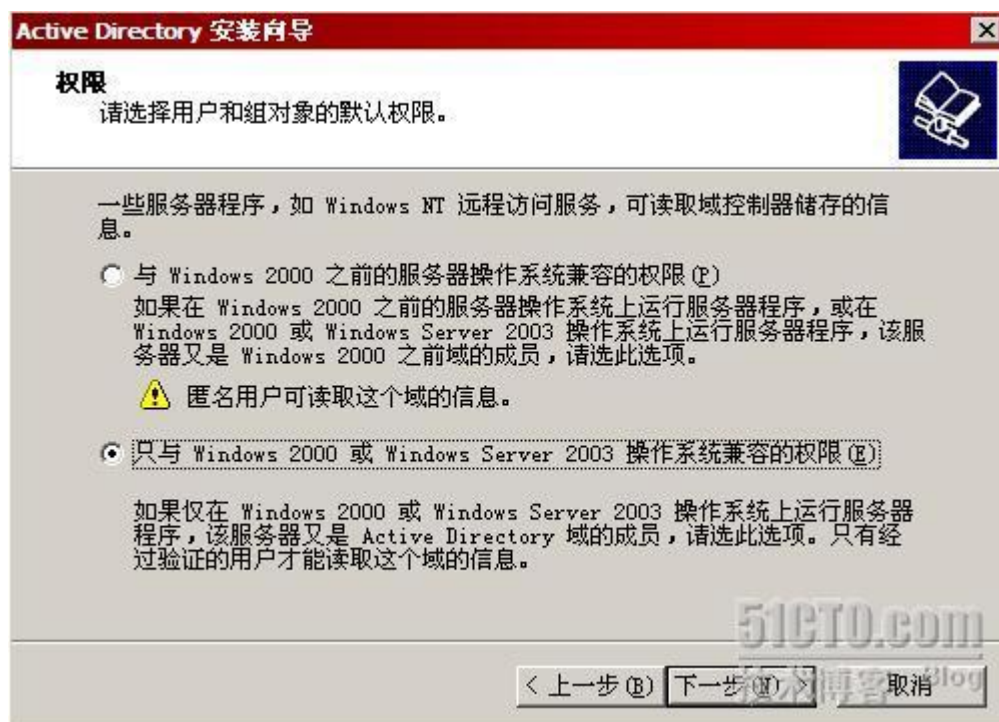 Active Directory 安装向导
权限
请选择用户和组对象的默认权限。
一些服务器程序，如 Windows NT 远程访问服务，可读取域控制器储存的信
息。
与 Windows 2000 之前的服务器操作系统兼容的权限(P)
如果在 Windows 2000 之前的服务器操作系统上运行服务器程序，或在
Windows 2000 或 Windows Server 2003 操作系统上运行服务器程序，该服
务器又是 Windows 2000 之前域的成员，请选此选项。
匿名用户可读取这个域的信息。
只与 Windows 2000 或 Windows Server 2003 操作系统兼容的权限(E)
如果仅在 Windows 2000 或 Windows Server 2003 操作系统上运行服务器
程序，该服务器又是 Active Directory 域的成员，请选此选项。只有经
过验证的用户才能读取这个域的信息。
51CTO.com
技术博客 Blog
< 上一步(B) 下一步(N) > 取消